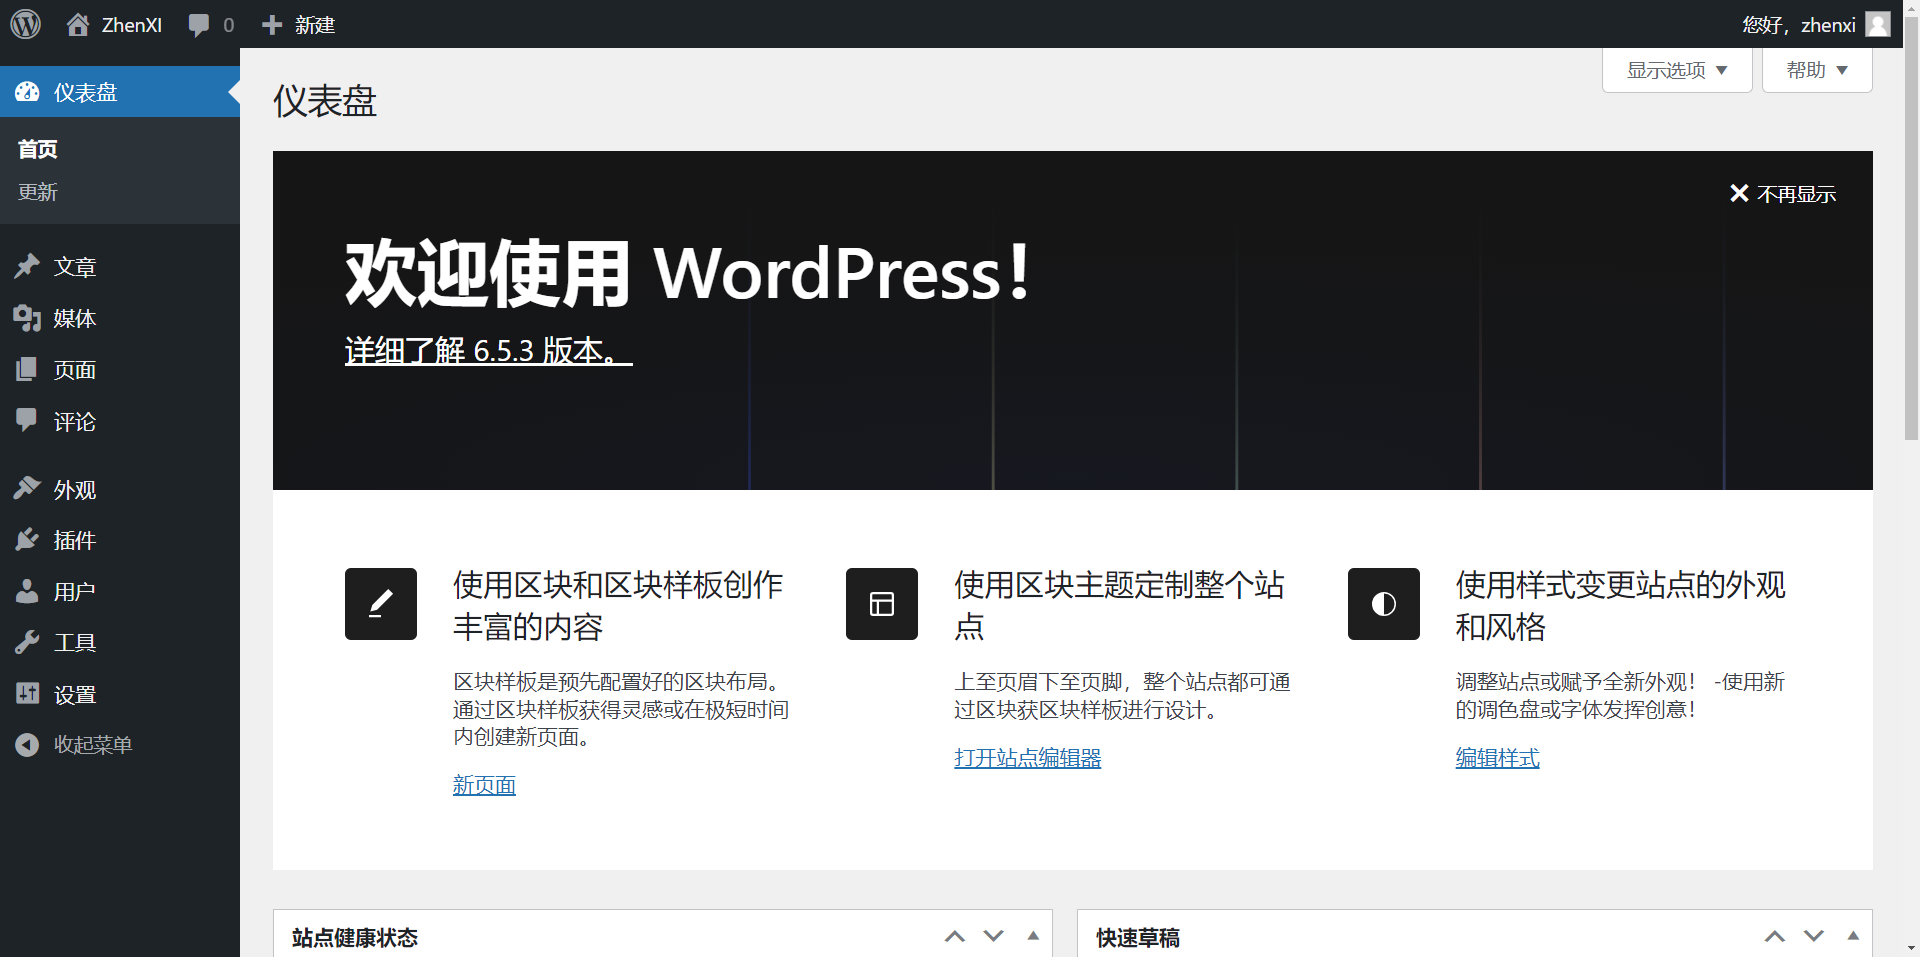 ZhenXI
0
新建
您好，zhenxi
仪表盘
首页
更新
文章
媒体
页面
评论
外观
插件
用户
工具
设置
收起菜单
显示选项
帮助
仪表盘
不再显示
欢迎使用 WordPress！
详细了解 6.5.3 版本。
使用区块和区块样板创作
丰富的内容
区块样板是预先配置好的区块布局。
通过区块样板获得灵感或在极短时间
内创建新页面。
新页面
使用区块主题定制整个站
点
上至页眉下至页脚，整个站点都可通
过区块获区块样板进行设计。
打开站点编辑器
使用样式变更站点的外观
和风格
调整站点或赋予全新外观！ -使用新
的调色盘或字体发挥创意！
编辑样式
站点健康状态
快速草稿